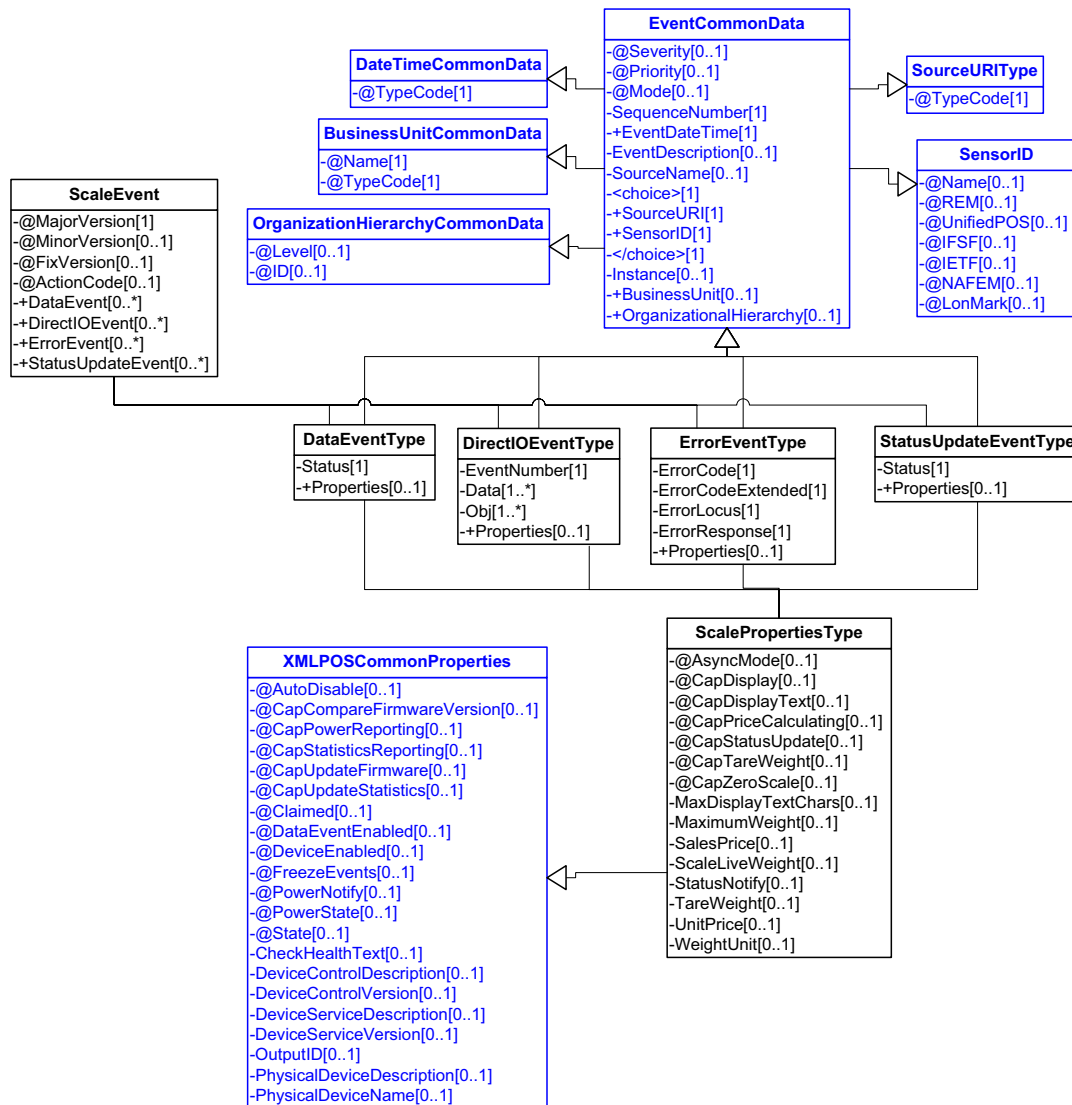 EventCommonData
-@Severity[0..1]
-@Priority[0..1]
-@Mode[0..1]
-SequenceNumber[1]
-+EventDateTime[1]
-EventDescription[0..1]
-SourceName[0..1]
-<choice>[1]
-+SourceURI[1]
-+SensorID[1]
-</choice>[1]
-Instance[0..1]
-+BusinessUnit[0..1]
-+OrganizationalHierarchy[0..1]
DateTimeCommonData
-@TypeCode[1]
BusinessUnitCommonData
-@Name[1]
-@TypeCode[1]
OrganizationHierarchyCommonData
-@Level[0..1]
-@ID[0..1]
SourceURIType
-@TypeCode[1]
SensorID
-@Name[0..1]
-@REM[0..1]
-@UnifiedPOS[0..1]
-@IFSF[0..1]
-@IETF[0..1]
-@NAFEM[0..1]
-@LonMark[0..1]
ScaleEvent
-@MajorVersion[1]
-@MinorVersion[0..1]
-@FixVersion[0..1]
-@ActionCode[0..1]
-+DataEvent[0..*]
-+DirectIOEvent[0..*]
-+ErrorEvent[0..*]
-+StatusUpdateEvent[0..*]
DataEventType
-Status[1]
-+Properties[0..1]
DirectIOEventType
-EventNumber[1]
-Data[1..*]
-Obj[1..*]
-+Properties[0..1]
ErrorEventType
-ErrorCode[1]
-ErrorCodeExtended[1]
-ErrorLocus[1]
-ErrorResponse[1]
-+Properties[0..1]
StatusUpdateEventType
-Status[1]
-+Properties[0..1]
ScalePropertiesType
-@AsyncMode[0..1]
-@CapDisplay[0..1]
-@CapDisplayText[0..1]
-@CapPriceCalculating[0..1]
-@CapStatusUpdate[0..1]
-@CapTareWeight[0..1]
-@CapZeroScale[0..1]
-MaxDisplayTextChars[0..1]
-MaximumWeight[0..1]
-SalesPrice[0..1]
-ScaleLiveWeight[0..1]
-StatusNotify[0..1]
-TareWeight[0..1]
-UnitPrice[0..1]
-WeightUnit[0..1]
XMLPOSCommonProperties
-@AutoDisable[0..1]
-@CapCompareFirmwareVersion[0..1]
-@CapPowerReporting[0..1]
-@CapStatisticsReporting[0..1]
-@CapUpdateFirmware[0..1]
-@CapUpdateStatistics[0..1]
-@Claimed[0..1]
-@DataEventEnabled[0..1]
-@DeviceEnabled[0..1]
-@FreezeEvents[0..1]
-@PowerNotify[0..1]
-@PowerState[0..1]
-@State[0..1]
-CheckHealthText[0..1]
-DeviceControlDescription[0..1]
-DeviceControlVersion[0..1]
-DeviceServiceDescription[0..1]
-DeviceServiceVersion[0..1]
-OutputID[0..1]
-PhysicalDeviceDescription[0..1]
-PhysicalDeviceName[0..1]